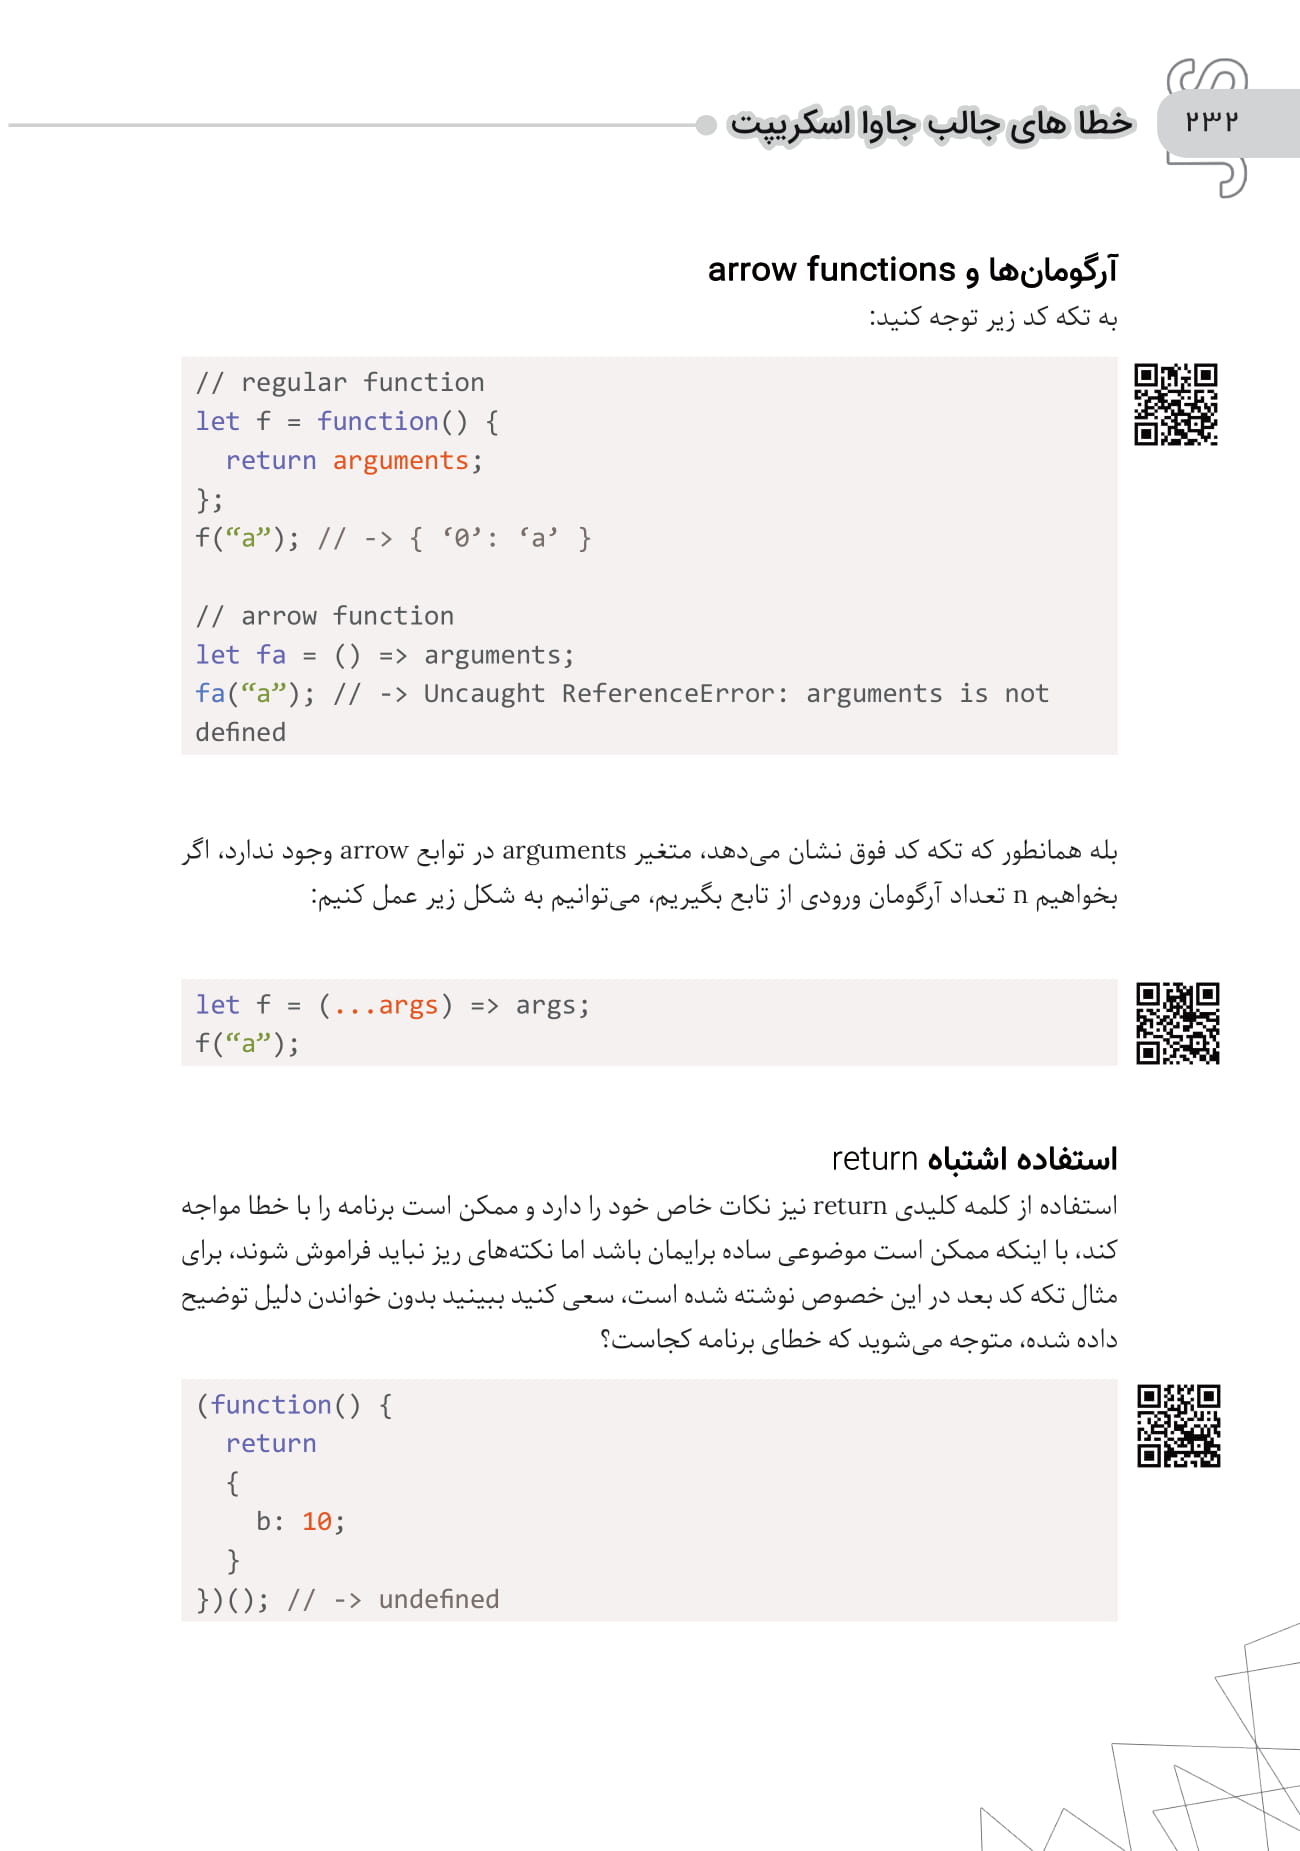 ۲۳۲
خطا های جالب جاوا اسکریپت
آرگومان‌ها و arrow functions
به تکه کد زیر توجه کنید:
// regular function
let f = function() {
  return arguments;
};
f(“a”); // -> { ‘0’: ‘a’ }
// arrow function
let fa = () => arguments;
fa(“a”); // -> Uncaught ReferenceError: arguments is not
defined
بله همانطور که تکه کد فوق نشان می‌دهد، متغیر arguments در توابع arrow وجود ندارد، اگر
بخواهیم n تعداد آرگومان ورودی از تابع بگیریم، می‌توانیم به شکل زیر عمل کنیم:
let f = (...args) => args;
f(“a”);
استفاده اشتباه return
استفاده از کلمه کلیدی return نیز نکات خاص خود را دارد و ممکن است برنامه را با خطا مواجه
کند، با اینکه ممکن است موضوعی ساده برایمان باشد اما نکته‌های ریز نباید فراموش شوند، برای
مثال تکه کد بعد در این خصوص نوشته شده است، سعی کنید ببینید بدون خواندن دلیل توضیح
داده شده، متوجه می‌شوید که خطای برنامه کجاست؟
(function() {
  return
  {
    b: 10;
  }
})(); // -> undefined